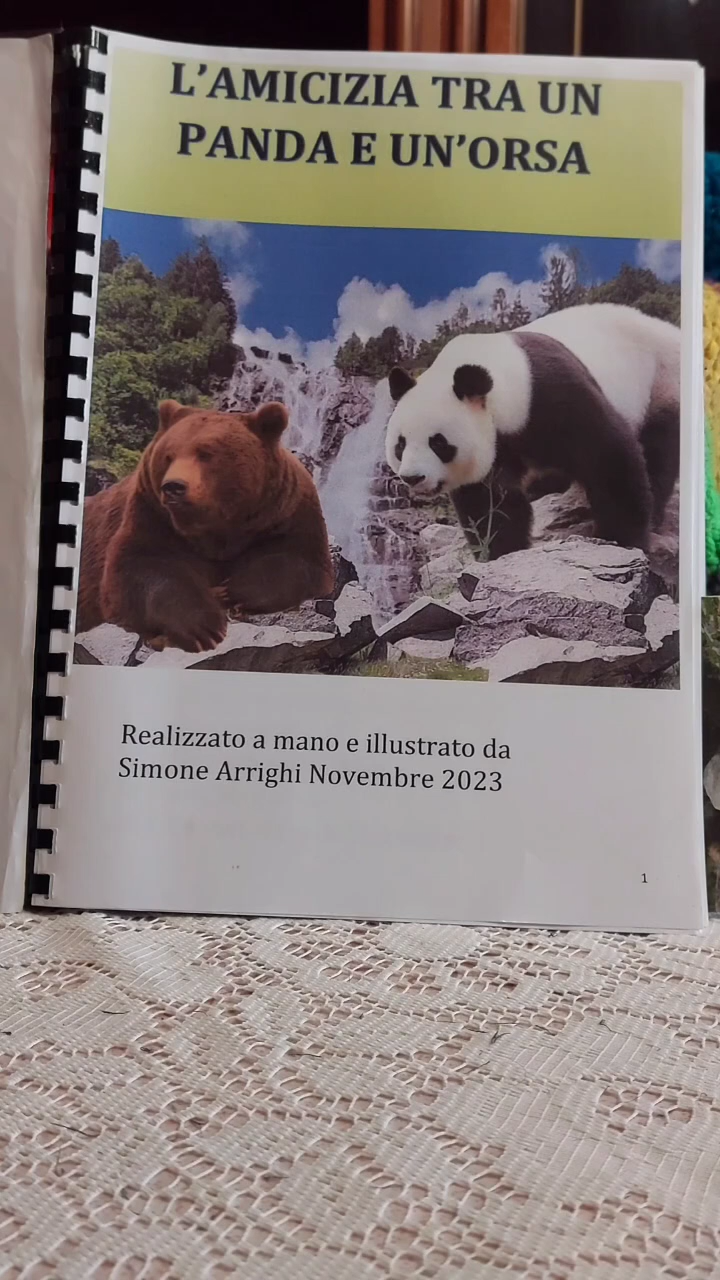 L'AMICIZIA TRA UN
PANDA E UN'ORSA
Realizzato a mano e illustrato da
Simone Arrighi Novembre 2023
1